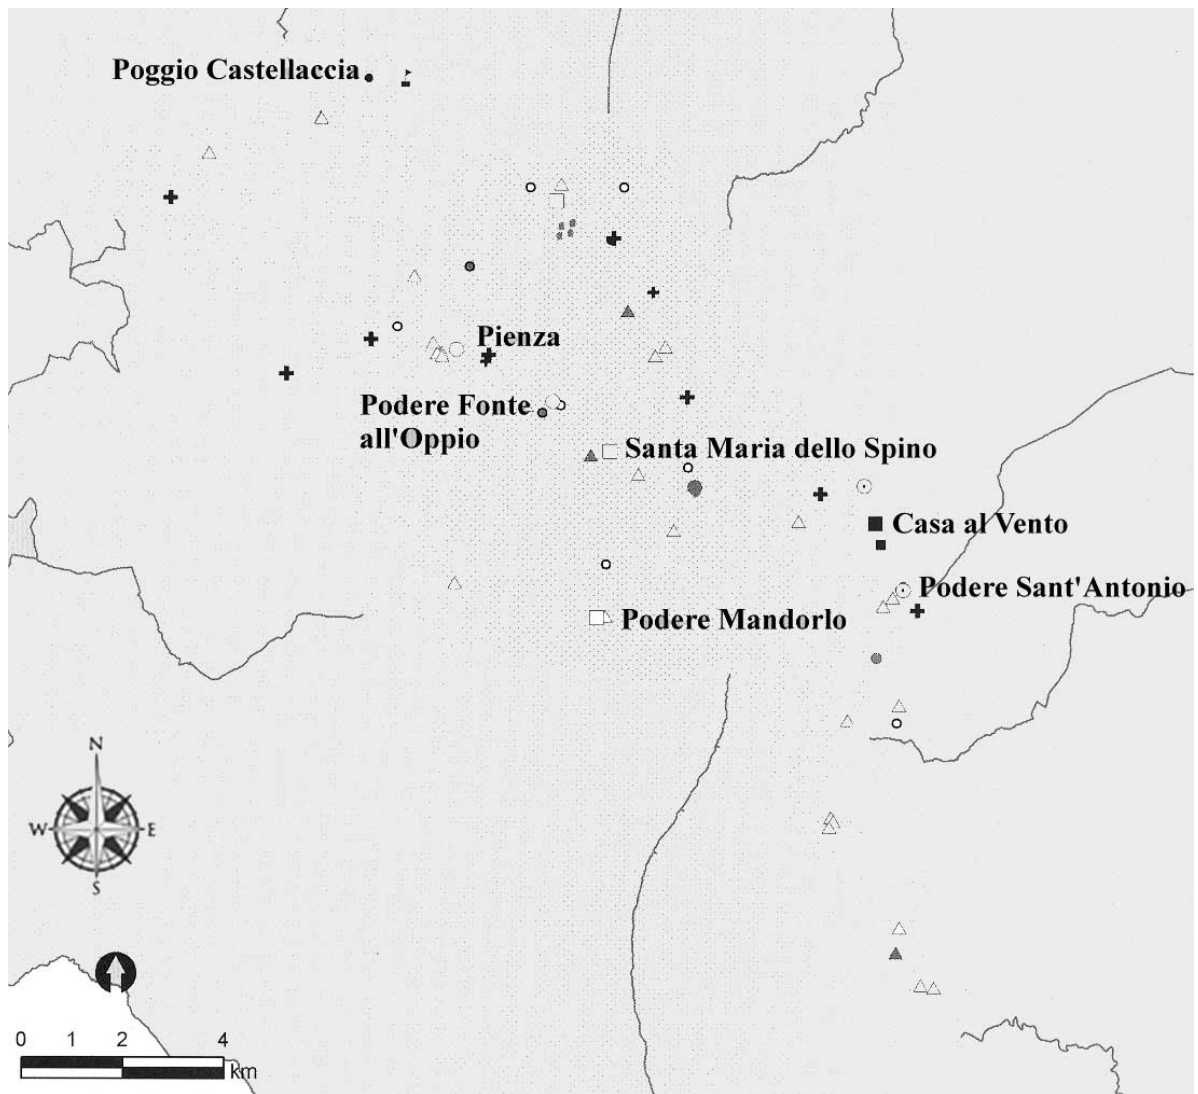 Poggio Castellaccia
Pienza
Podere Fonte
all'Oppio
Santa Maria dello Spino
Casa al Vento
Podere Sant'Antonio
Podere Mandorlo
N
W E
S
0 1 2 4
km